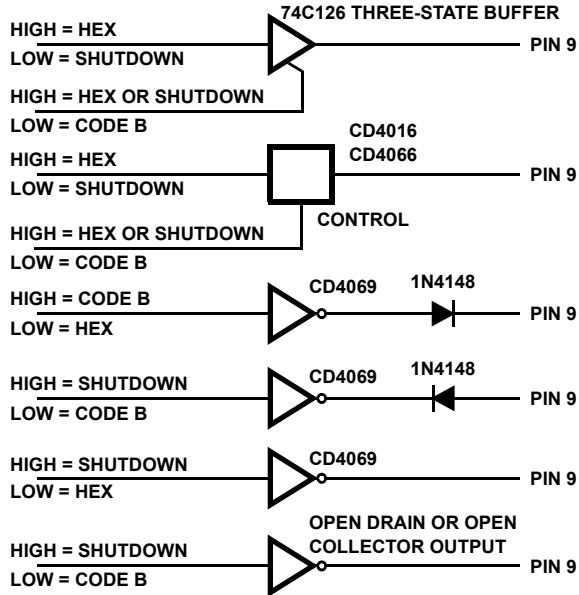 74C126 THREE-STATE BUFFER
HIGH = HEX
LOW = SHUTDOWN
PIN 9
HIGH = HEX OR SHUTDOWN
LOW = CODE B
CD4016
CD4066
HIGH = HEX
LOW = SHUTDOWN
PIN 9
CONTROL
HIGH = HEX OR SHUTDOWN
LOW = CODE B
CD4069
1N4148
HIGH = CODE B
LOW = HEX
PIN 9
CD4069
1N4148
HIGH = SHUTDOWN
LOW = CODE B
PIN 9
CD4069
HIGH = SHUTDOWN
LOW = HEX
PIN 9
OPEN DRAIN OR OPEN
COLLECTOR OUTPUT
HIGH = SHUTDOWN
LOW = CODE B
PIN 9